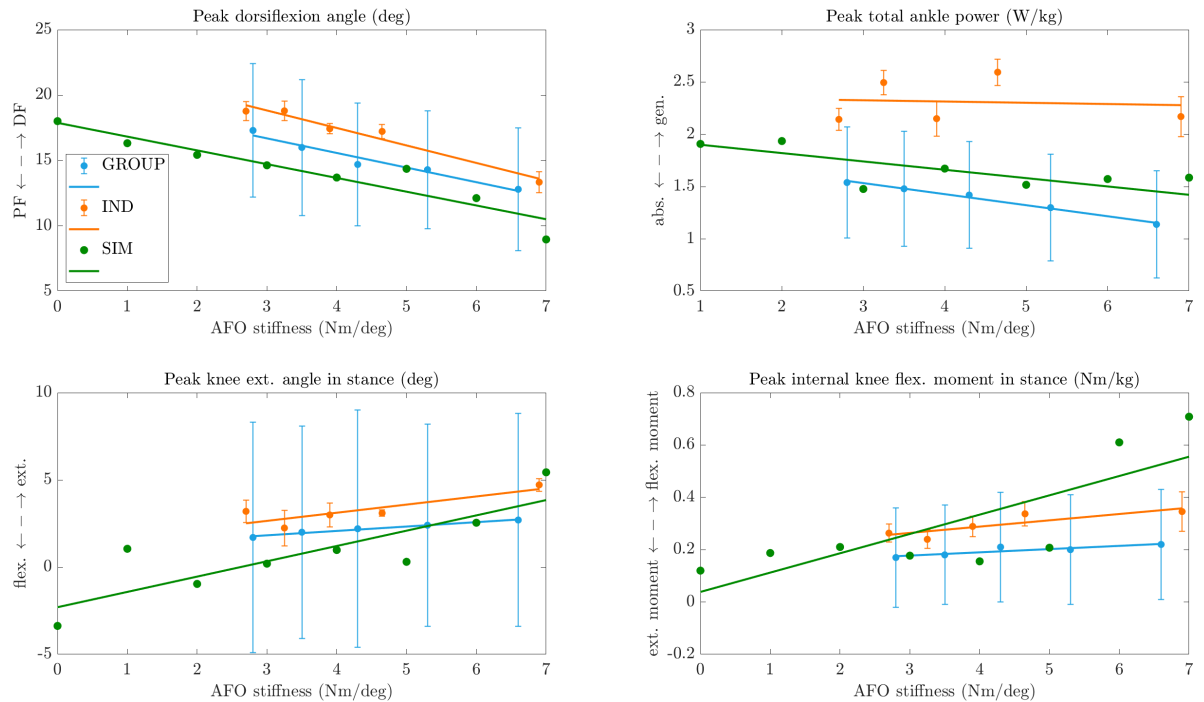 Peak dorsiflexion angle (deg)
25
20
15
10
5
PF ← – – → DF
GROUP
IND
SIM
0 1 2 3 4 5 6 7
AFO stiffness (Nm/deg)
Peak total ankle power (W/kg)
3
2.5
2
1.5
1
0.5
abs. ← – – → gen.
1 2 3 4 5 6 7
AFO stiffness (Nm/deg)
Peak knee ext. angle in stance (deg)
10
5
0
-5
flex. ← – – → ext.
0 1 2 3 4 5 6 7
AFO stiffness (Nm/deg)
Peak internal knee flex. moment in stance (Nm/kg)
0.8
0.6
0.4
0.2
0
-0.2
ext. moment ← – – → flex. moment
0 1 2 3 4 5 6 7
AFO stiffness (Nm/deg)